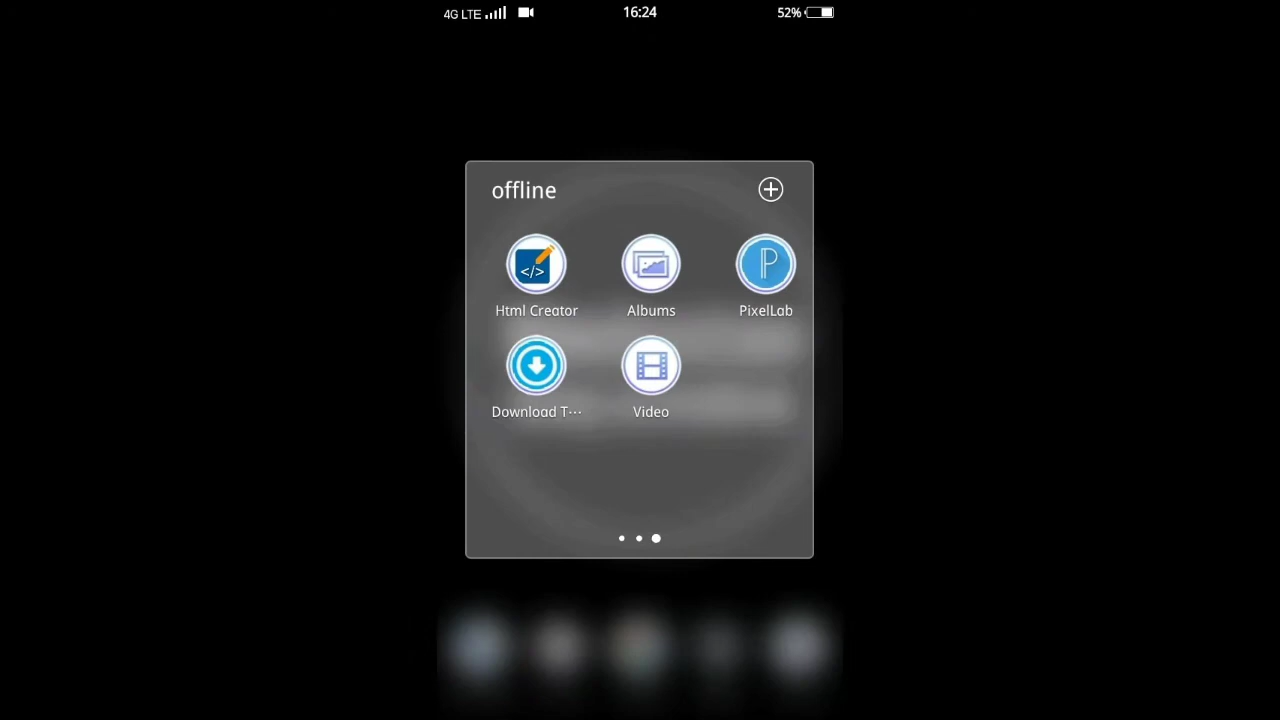 4G LTE 16:24 52%
offline
Html Creator Albums PixelLab
Download T··· Video